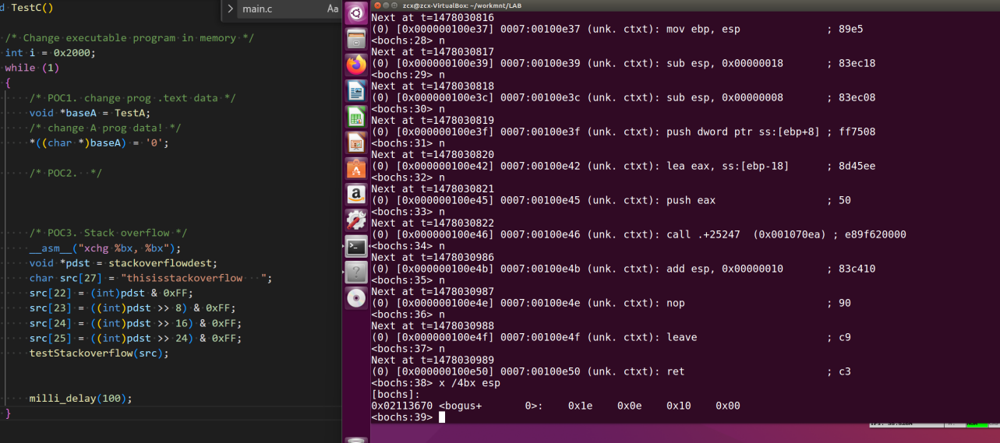 d TestC()
main.c
Aa
/* Change executable program in memory */
int i = 0x2000;
while (1)
{
/* POC1. change prog .text data */
void *baseA = TestA;
/* change A prog data! */
*((char *)baseA) = '0';
/* POC2.  */
/* POC3. Stack overflow */
__asm__("xchg %bx, %bx");
void *pdst = stackoverflowdest;
char src[27] = "thisisstackoverflow   ";
src[22] = (int)pdst & 0xFF;
src[23] = ((int)pdst >> 8) & 0xFF;
src[24] = ((int)pdst >> 16) & 0xFF;
src[25] = ((int)pdst >> 24) & 0xFF;
testStackoverflow(src);
milli_delay(100);
}
zcx@zcx-VirtualBox: ~/workmnt/LAB
Next at t=1478030816
(0) [0x000000100e37] 0007:00100e37 (unk. ctxt): mov ebp, esp              ; 89e5
<bochs:28> n
Next at t=1478030817
(0) [0x000000100e39] 0007:00100e39 (unk. ctxt): sub esp, 0x00000018       ; 83ec18
<bochs:29> n
Next at t=1478030818
(0) [0x000000100e3c] 0007:00100e3c (unk. ctxt): sub esp, 0x00000008       ; 83ec08
<bochs:30> n
Next at t=1478030819
(0) [0x000000100e3f] 0007:00100e3f (unk. ctxt): push dword ptr ss:[ebp+8] ; ff7508
<bochs:31> n
Next at t=1478030820
(0) [0x000000100e42] 0007:00100e42 (unk. ctxt): lea eax, ss:[ebp-18]      ; 8d45ee
<bochs:32> n
Next at t=1478030821
(0) [0x000000100e45] 0007:00100e45 (unk. ctxt): push eax                  ; 50
<bochs:33> n
Next at t=1478030822
(0) [0x000000100e46] 0007:00100e46 (unk. ctxt): call .+25247  (0x001070ea) ; e89f620000
<bochs:34> n
Next at t=1478030986
(0) [0x000000100e4b] 0007:00100e4b (unk. ctxt): add esp, 0x00000010       ; 83c410
<bochs:35> n
Next at t=1478030987
(0) [0x000000100e4e] 0007:00100e4e (unk. ctxt): nop                       ; 90
<bochs:36> n
Next at t=1478030988
(0) [0x000000100e4f] 0007:00100e4f (unk. ctxt): leave                     ; c9
<bochs:37> n
Next at t=1478030989
(0) [0x000000100e50] 0007:00100e50 (unk. ctxt): ret                       ; c3
<bochs:38> x /4bx esp
[bochs]:
0x02113670 <bogus+       0>:    0x1e    0x0e    0x10    0x00
<bochs:39>